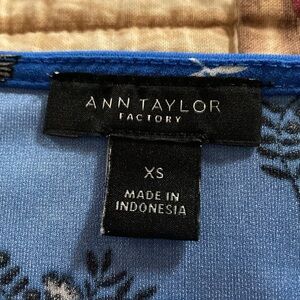 ANN TAYLOR
FACTORY
XS
MADE IN
INDONESIA